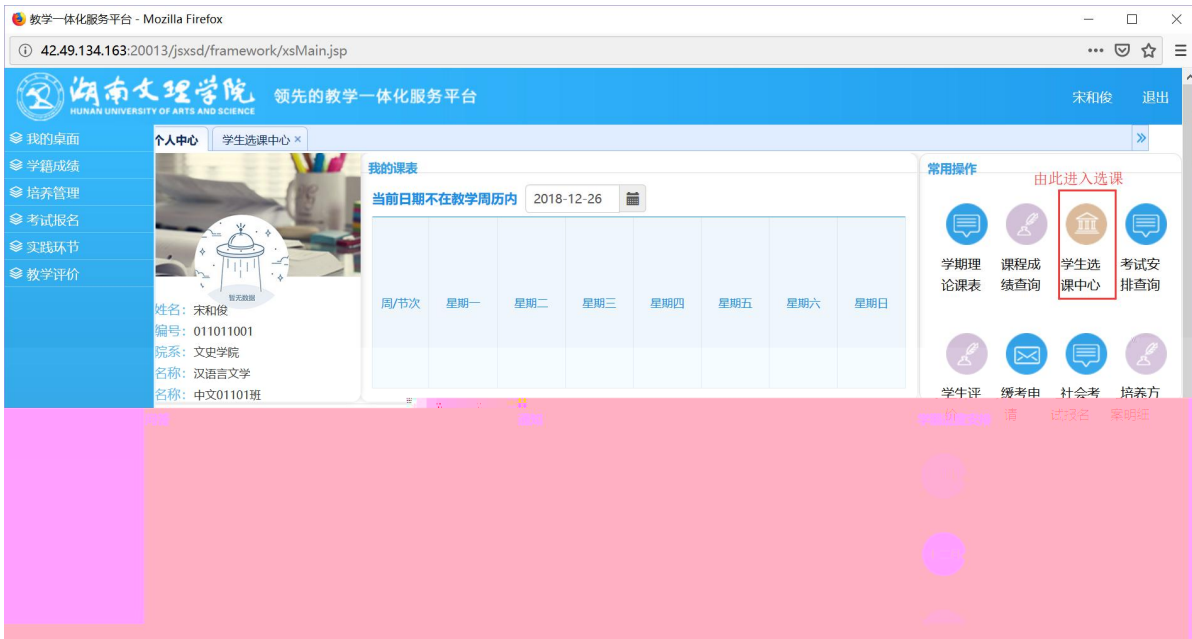 教学一体化服务平台 - Mozilla Firefox
42.49.134.163:20013/jsxsd/framework/xsMain.jsp
湖南文理学院
HUNAN UNIVERSITY OF ARTS AND SCIENCE
领先的教学一体化服务平台
宋和俊 退出
我的桌面
学籍成绩
培养管理
考试报名
实践环节
教学评价
个人中心 学生选课中心 ×
暂无数据
姓名：宋和俊
编号：011011001
院系：文史学院
名称：汉语言文学
名称：中文01101班
我的课表
当前日期不在教学周历内 2018-12-26
周/节次 星期一 星期二 星期三 星期四 星期五 星期六 星期日
常用操作
由此进入选课
学期理论课表
课程成绩查询
学生选课中心
考试安排查询
学生评价
缓考申请
社会考试报名
培养方案明细